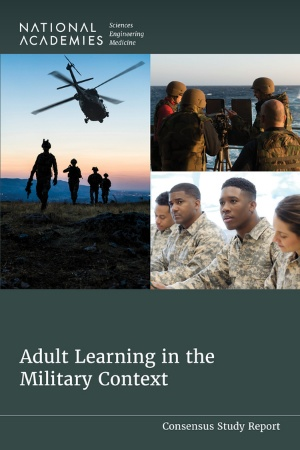 NATIONAL
ACADEMIES
Sciences
Engineering
Medicine
Adult Learning in the
Military Context
Consensus Study Report